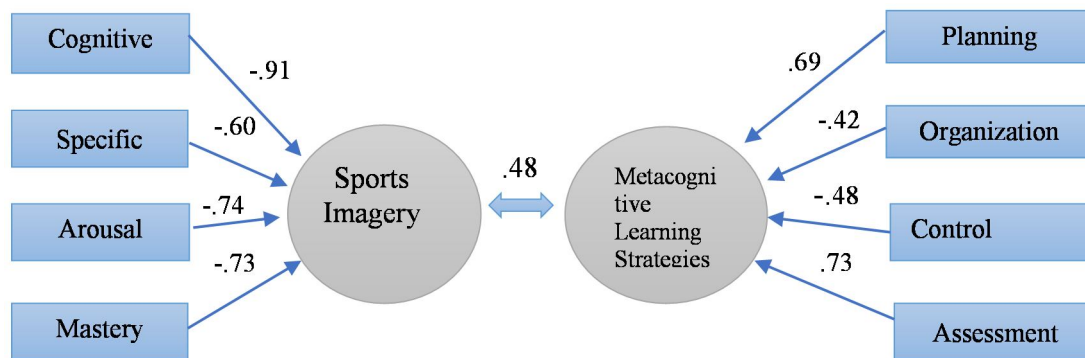 Cognitive
Specific
Arousal
Mastery
-.91
-.60
-.74
-.73
Sports
Imagery
.48
Metacogni
tive
Learning
Strategies
.69
-.42
-.48
.73
Planning
Organization
Control
Assessment